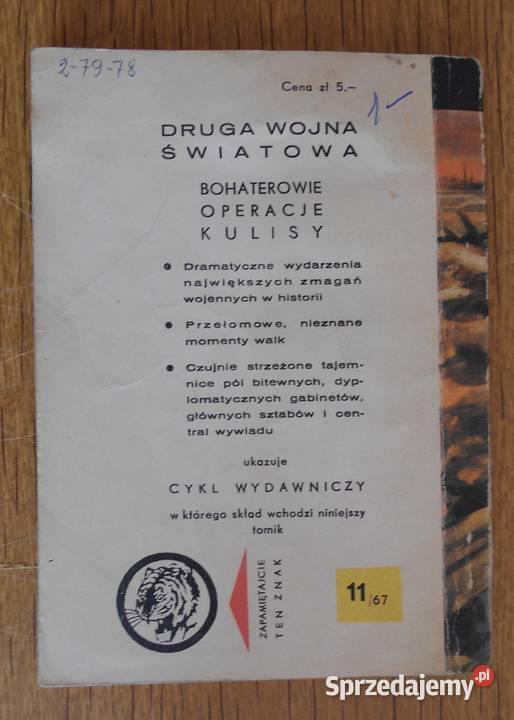 2-79-78
Cena zł 5.—
1
DRUGA WOJNA
ŚWIATOWA
BOHATEROWIE
OPERACJE
KULISY
● Dramatyczne wydarzenia
największych zmagań
wojennych w historii
● Przełomowe, nieznane
momenty walk
● Czujnie strzeżone tajem-
nice pól bitewnych, dyp-
lomatycznych gabinetów,
głównych sztabów i cen-
tral wywiadu
ukazuje
CYKL WYDAWNICZY
w którego skład wchodzi niniejszy
tomik
ZAPAMIĘTAJCIE
TEN ZNAK
11/67
Sprzedajemy.pl